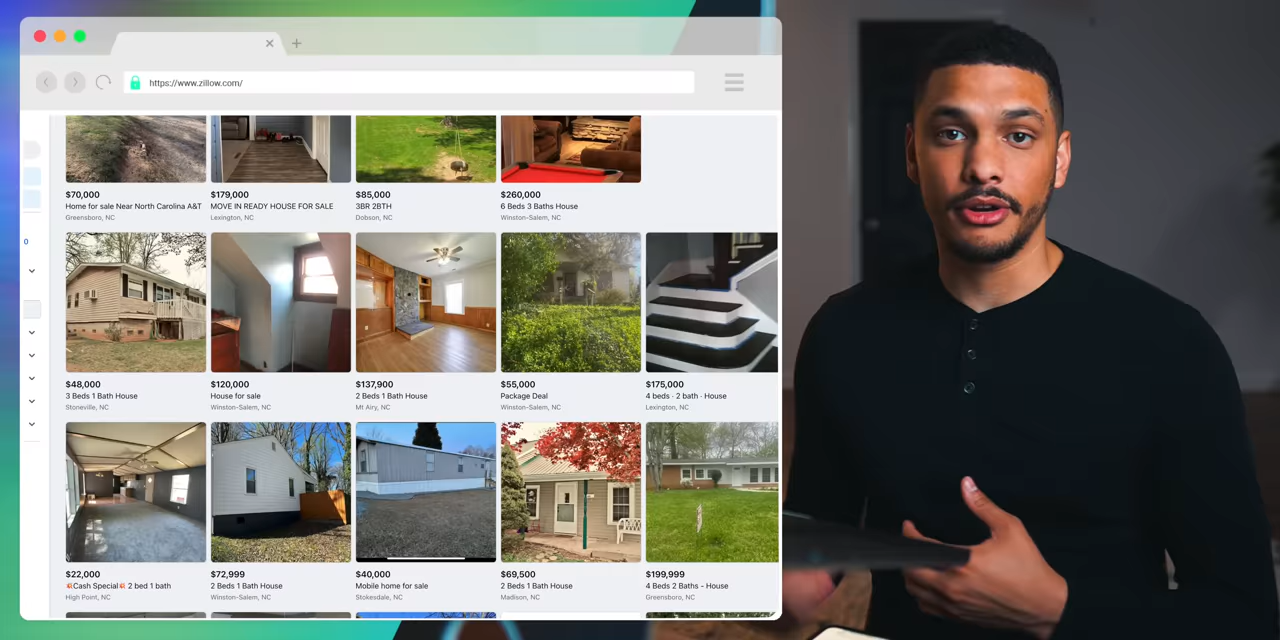 https://www.zillow.com/
$70,000
Home for sale Near North Carolina A&T
Greensboro, NC
$179,000
MOVE IN READY HOUSE FOR SALE
Lexington, NC
$85,000
3BR 2BTH
Dobson, NC
$260,000
6 Beds 3 Baths House
Winston-Salem, NC
0
$48,000
3 Beds 1 Bath House
Stoneville, NC
$120,000
House for sale
Winston-Salem, NC
$137,900
2 Beds 1 Bath House
Mt Airy, NC
$55,000
Package Deal
Winston-Salem, NC
$175,000
4 beds · 2 bath · House
Lexington, NC
$22,000
💥Cash Special💥 2 bed 1 bath
High Point, NC
$72,999
2 Beds 1 Bath House
Winston-Salem, NC
$40,000
Mobile home for sale
Stokesdale, NC
$69,500
2 Beds 1 Bath House
Madison, NC
$199,999
4 Beds 2 Baths - House
Greensboro, NC